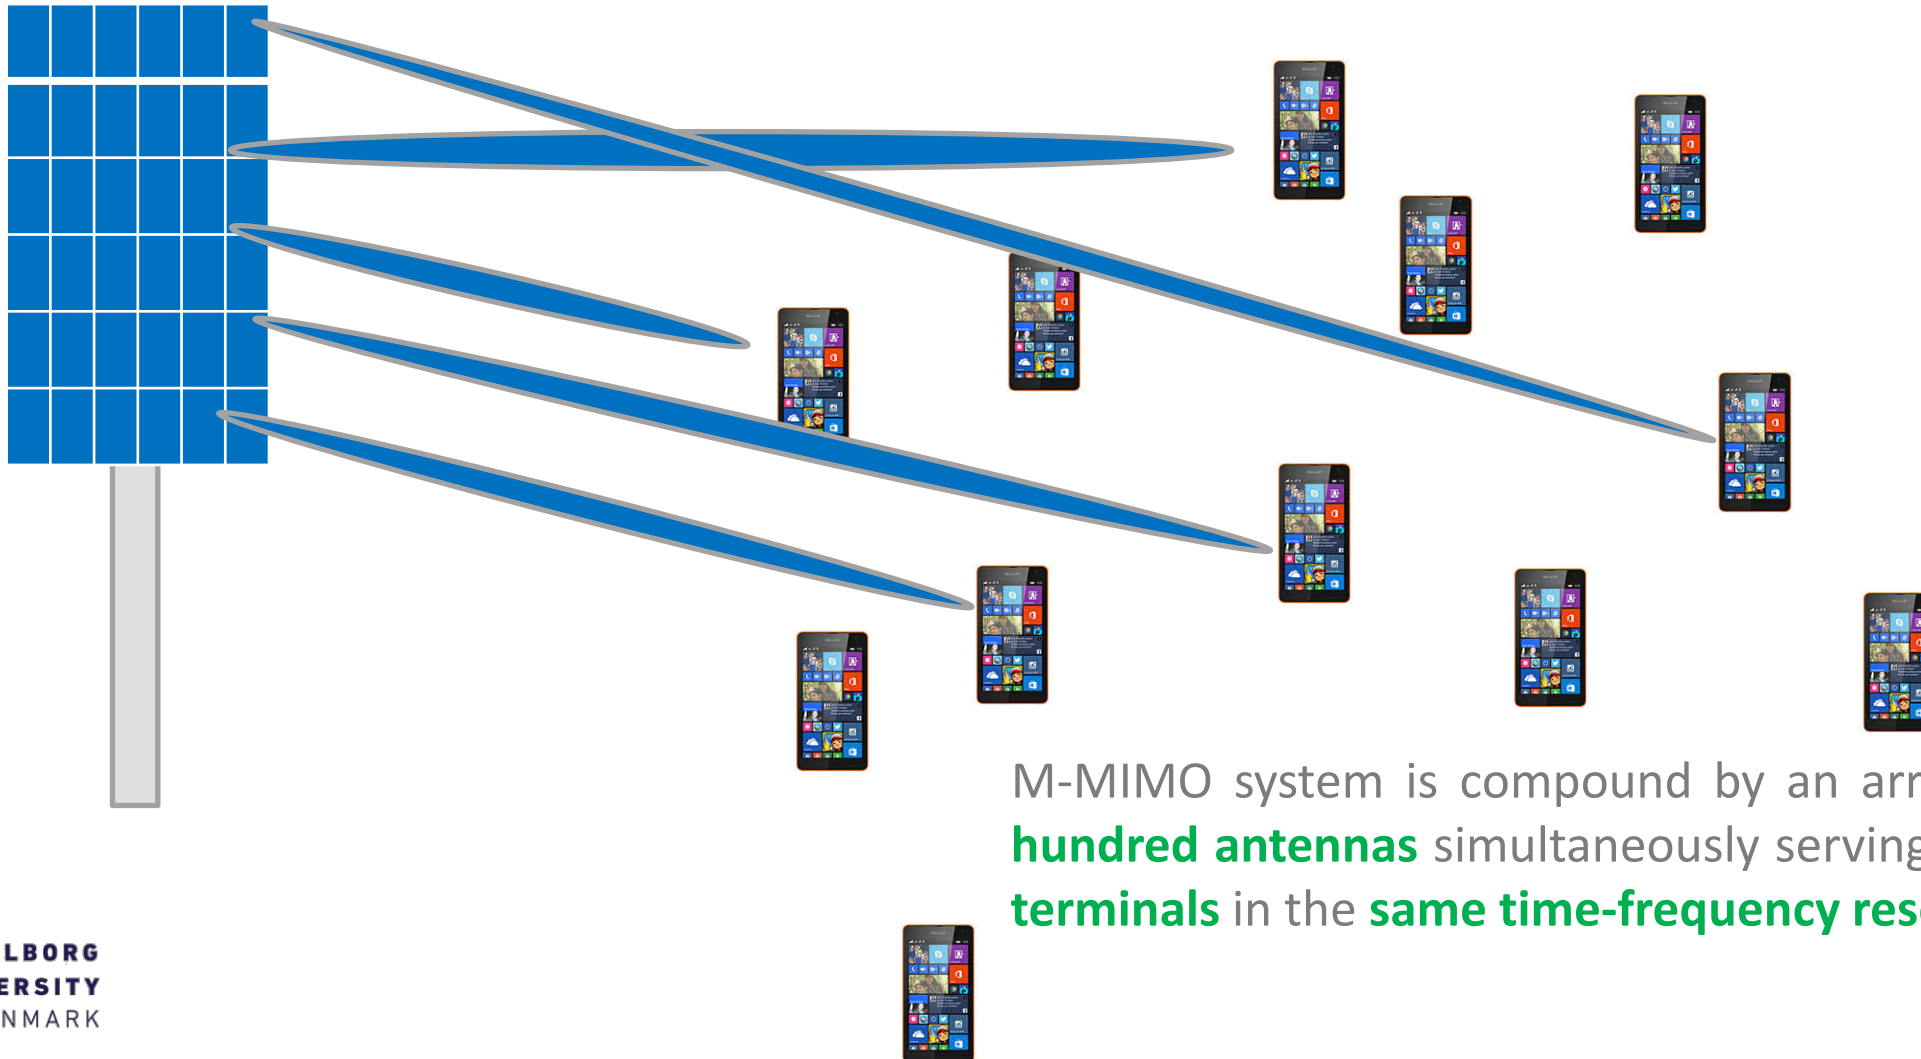 M-MIMO system is compound by an arr
hundred antennas simultaneously serving
terminals in the same time-frequency res
LBORG
ERSITY
NMARK